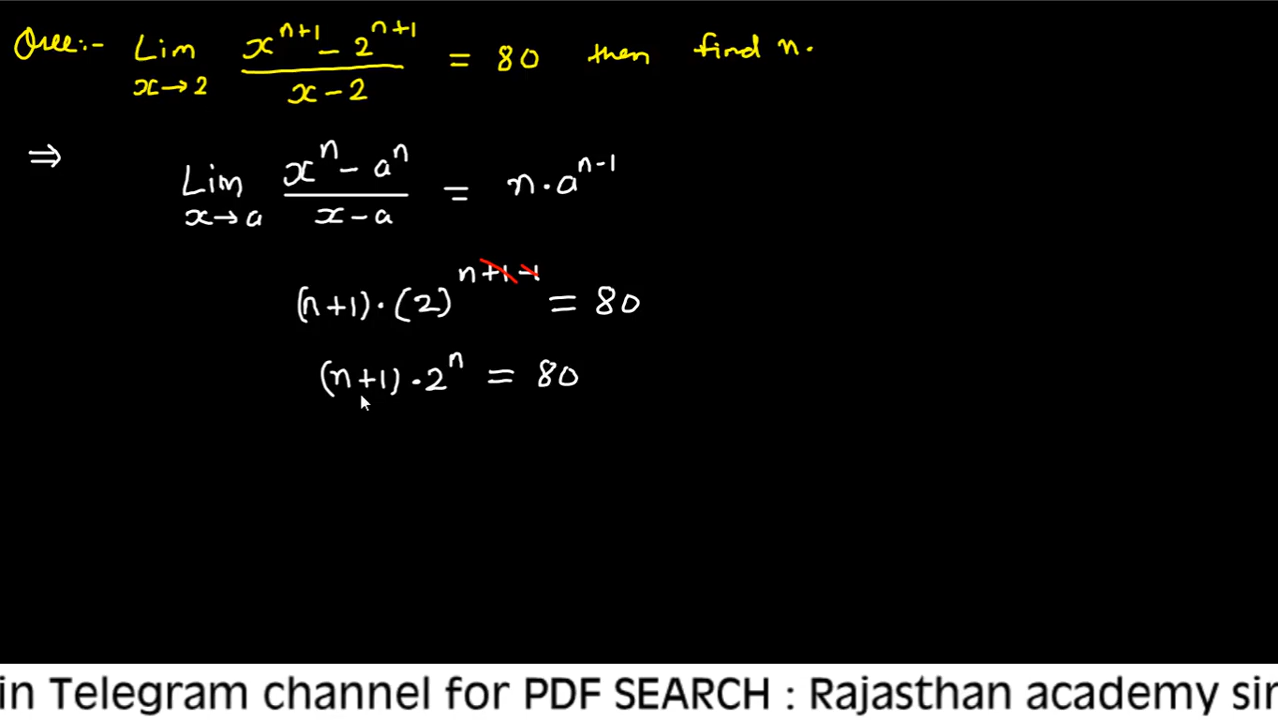 Que:- Lim x→2 (x^(n+1) - 2^(n+1))/(x-2) = 80 then find n.
⇒ Lim x→a (x^n - a^n)/(x-a) = n·a^(n-1)
(n+1)·(2)^(n+1-1) = 80
(n+1)·2^n = 80
in Telegram channel for PDF SEARCH : Rajasthan academy sir